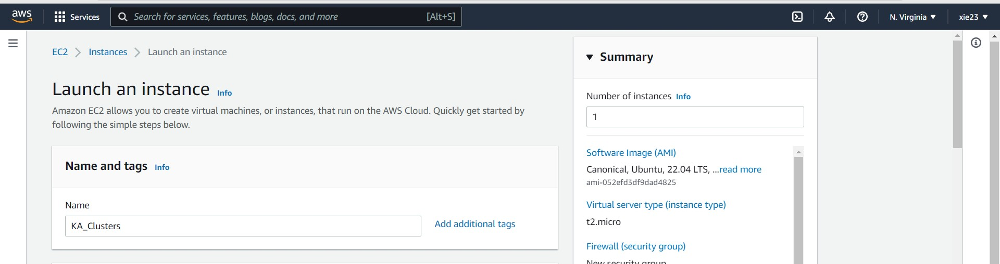 aws
Services
Search for services, features, blogs, docs, and more
[Alt+S]
N. Virginia
xie23
EC2
Instances
Launch an instance
Launch an instance
Info
Amazon EC2 allows you to create virtual machines, or instances, that run on the AWS Cloud. Quickly get started by
following the simple steps below.
Name and tags
Info
Name
KA_Clusters
Add additional tags
Summary
Number of instances
Info
1
Software Image (AMI)
Canonical, Ubuntu, 22.04 LTS, ...read more
ami-052efd3df9dad4825
Virtual server type (instance type)
t2.micro
Firewall (security group)
New security group